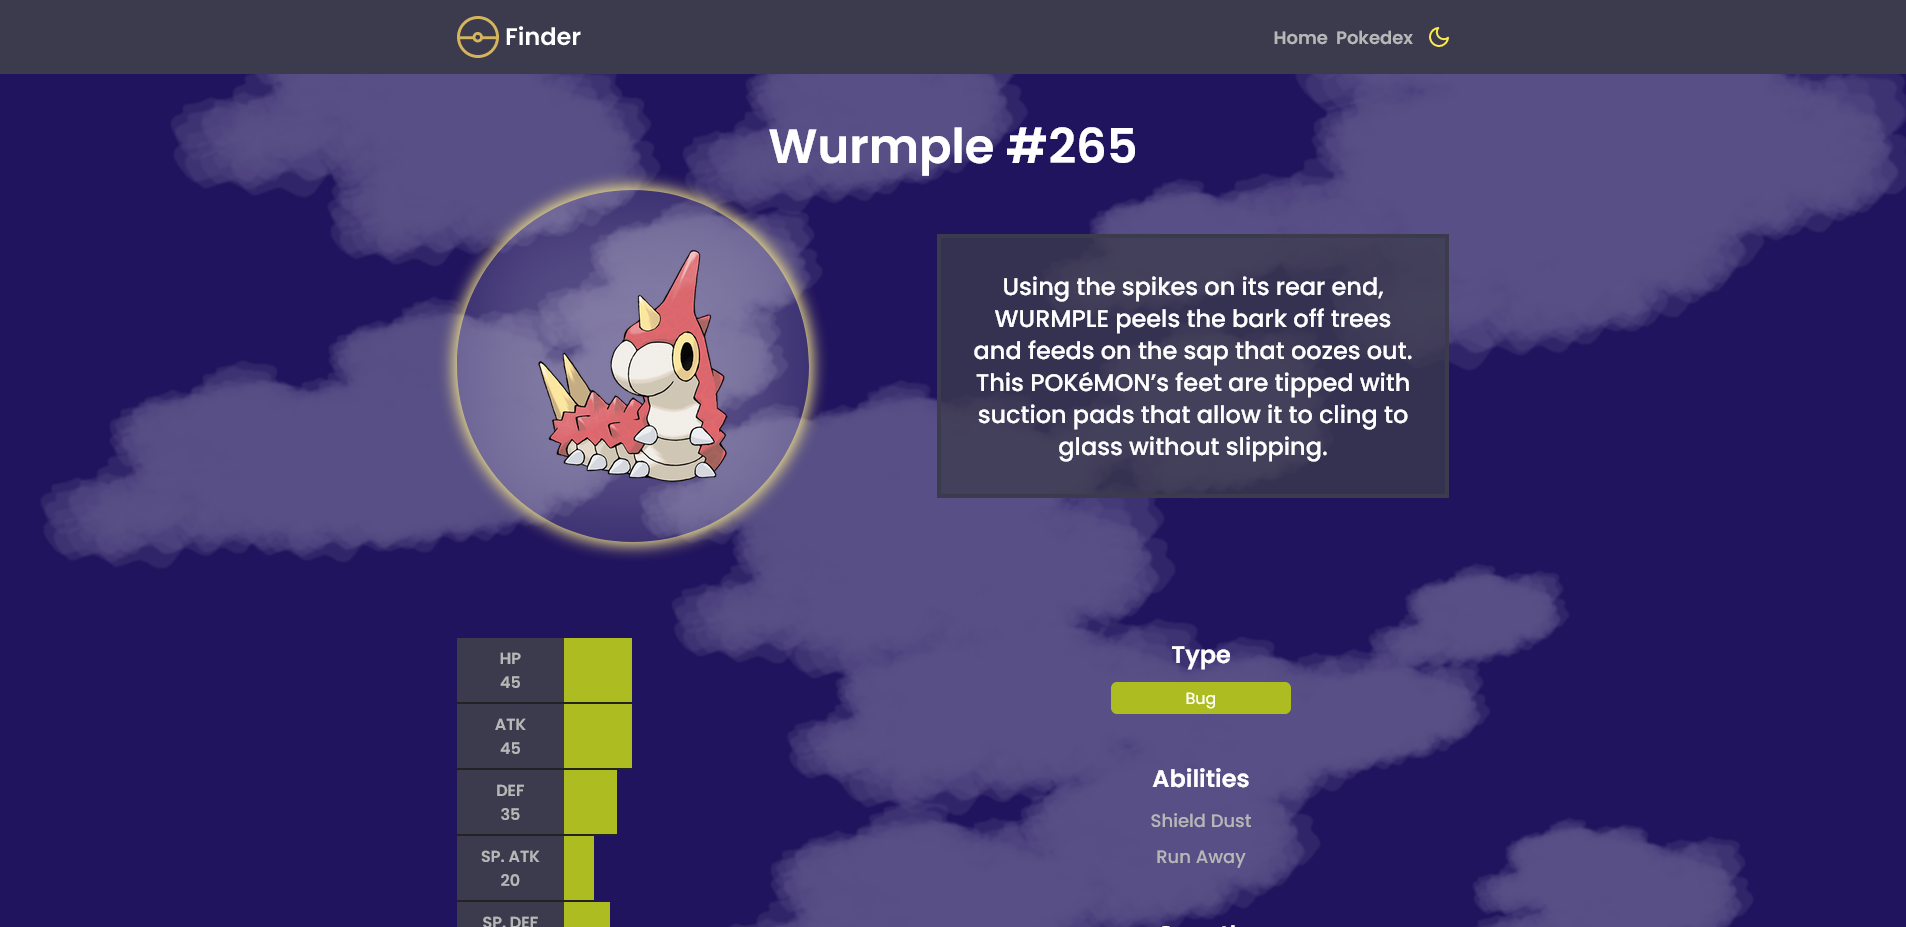 Finder
Home Pokedex
Wurmple #265
Using the spikes on its rear end,
WURMPLE peels the bark off trees
and feeds on the sap that oozes out.
This POKéMON’s feet are tipped with
suction pads that allow it to cling to
glass without slipping.
HP
45
ATK
45
DEF
35
SP. ATK
20
SP. DEF
Type
Bug
Abilities
Shield Dust
Run Away